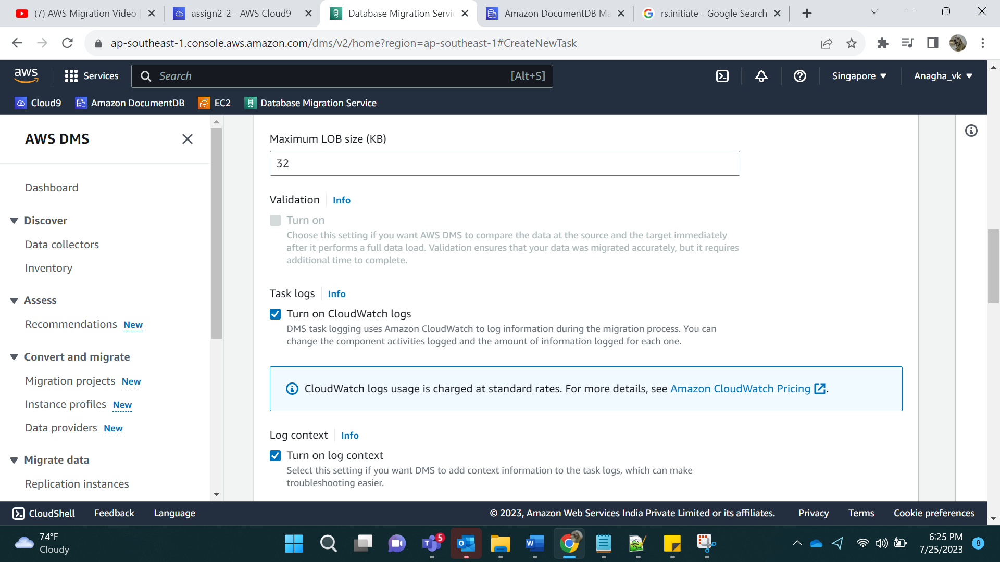 (7) AWS Migration Video
assign2-2 - AWS Cloud9
Database Migration Servic
Amazon DocumentDB Ma
rs.initiate - Google Search
ap-southeast-1.console.aws.amazon.com/dms/v2/home?region=ap-southeast-1#CreateNewTask
aws
Services
Search
[Alt+S]
Singapore
Anagha_vk
Cloud9
Amazon DocumentDB
EC2
Database Migration Service
AWS DMS
Dashboard
Discover
Data collectors
Inventory
Assess
Recommendations New
Convert and migrate
Migration projects New
Instance profiles New
Data providers New
Migrate data
Replication instances
Maximum LOB size (KB)
32
Validation Info
Turn on
Choose this setting if you want AWS DMS to compare the data at the source and the target immediately
after it performs a full data load. Validation ensures that your data was migrated accurately, but it requires
additional time to complete.
Task logs Info
Turn on CloudWatch logs
DMS task logging uses Amazon CloudWatch to log information during the migration process. You can
change the component activities logged and the amount of information logged for each one.
CloudWatch logs usage is charged at standard rates. For more details, see Amazon CloudWatch Pricing.
Log context Info
Turn on log context
Select this setting if you want DMS to add context information to the task logs, which can make
troubleshooting easier.
CloudShell
Feedback
Language
© 2023, Amazon Web Services India Private Limited or its affiliates.
Privacy
Terms
Cookie preferences
74°F
Cloudy
5
6:25 PM
7/25/2023
8